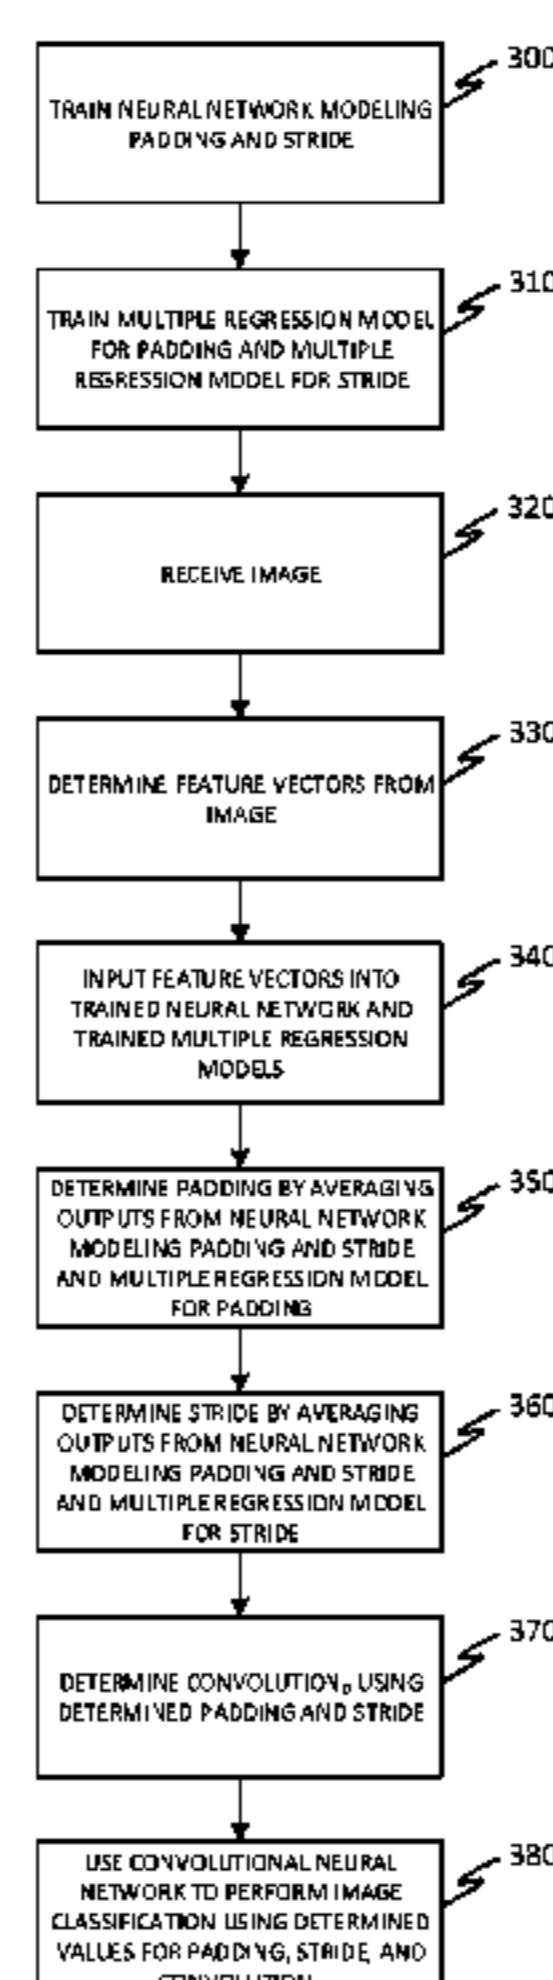 300
TRAIN NEURAL NETWORK MODELING
PADDING AND STRIDE
310
TRAIN MULTIPLE REGRESSION MODEL
FOR PADDING AND MULTIPLE
REGRESSION MODEL FOR STRIDE
320
RECEIVE IMAGE
330
DETERMINE FEATURE VECTORS FROM
IMAGE
340
INPUT FEATURE VECTORS INTO
TRAINED NEURAL NETWORK AND
TRAINED MULTIPLE REGRESSION
MODELS
350
DETERMINE PADDING BY AVERAGING
OUTPUTS FROM NEURAL NETWORK
MODELING PADDING AND STRIDE
AND MULTIPLE REGRESSION MODEL
FOR PADDING
360
DETERMINE STRIDE BY AVERAGING
OUTPUTS FROM NEURAL NETWORK
MODELING PADDING AND STRIDE
AND MULTIPLE REGRESSION MODEL
FOR STRIDE
370
DETERMINE CONVOLUTION, USING
DETERMINED PADDING AND STRIDE
380
USE CONVOLUTIONAL NEURAL
NETWORK TO PERFORM IMAGE
CLASSIFICATION USING DETERMINED
VALUES FOR PADDING, STRIDE, AND
CONVOLUTION